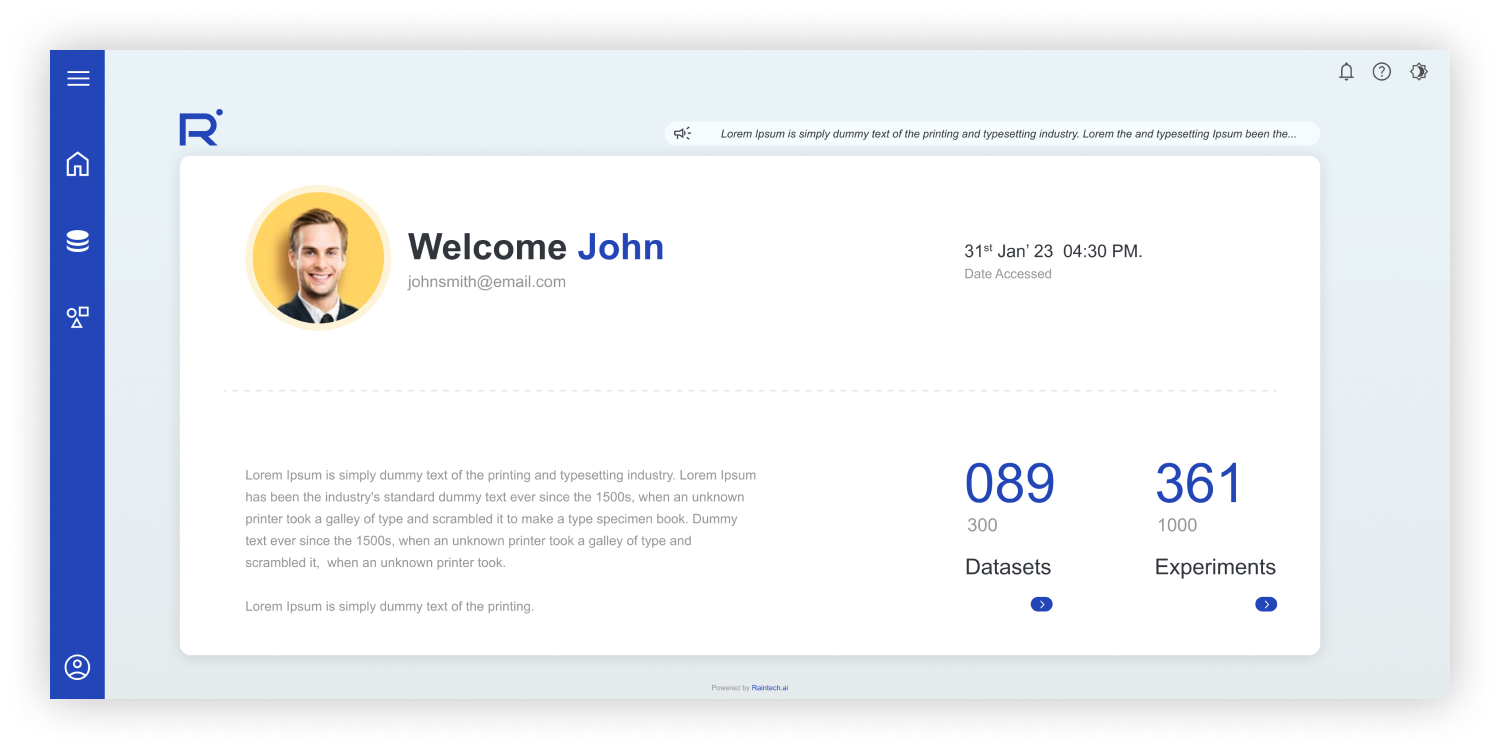 R
Lorem Ipsum is simply dummy text of the printing and typesetting industry. Lorem the and typesetting Ipsum been the...
Welcome John
johnsmith@email.com
31st Jan’ 23  04:30 PM.
Date Accessed
Lorem Ipsum is simply dummy text of the printing and typesetting industry. Lorem Ipsum
has been the industry's standard dummy text ever since the 1500s, when an unknown
printer took a galley of type and scrambled it to make a type specimen book. Dummy
text ever since the 1500s, when an unknown printer took a galley of type and
scrambled it,  when an unknown printer took.
Lorem Ipsum is simply dummy text of the printing.
089
300
Datasets
361
1000
Experiments
Powered by Raintech.ai